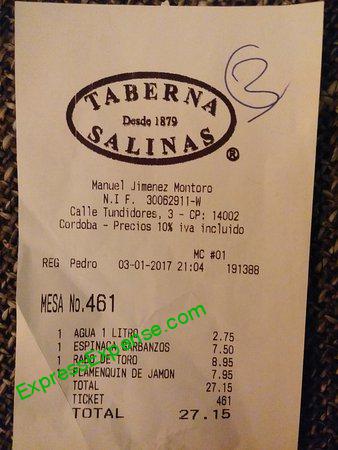 3
TABERNA
Desde 1879
SALINAS
®
Manuel Jimenez Montoro
N.I F. 30062911-W
Calle Tundidores, 3 - CP: 14002
Cordoba - Precios 10% iva incluido
MC #01
REG Pedro 03-01-2017 21:04 191388
MESA No.461
1 AGUA 1 LITRO 2.75
1 ESPINACA GARBANZOS 7.50
1 RABO DE TORO 8.95
1 FLAMENQUIN DE JAMON 7.95
TOTAL 27.15
TICKET 461
TOTAL 27.15
ExpressExpense.com